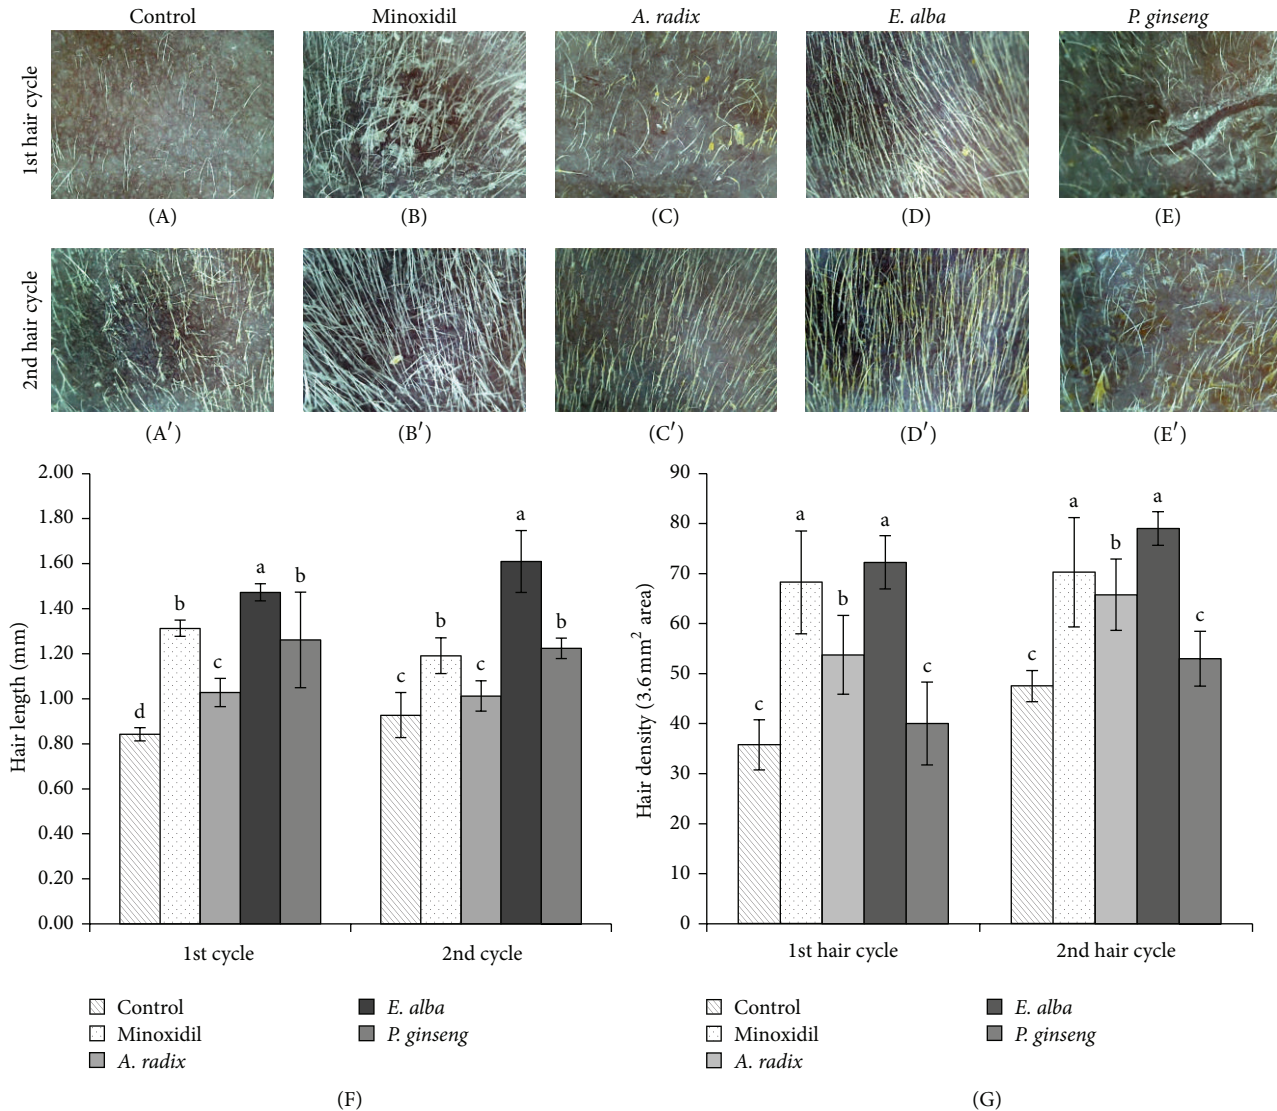 Control Minoxidil A. radix E. alba P. ginseng
1st hair cycle
(A) (B) (C) (D) (E)
2nd hair cycle
(A′) (B′) (C′) (D′) (E′)
Hair length (mm)
2.00
1.80
1.60
1.40
1.20
1.00
0.80
0.60
0.40
0.20
0.00
d b c a b
c b c a b
1st cycle 2nd cycle
Control
Minoxidil
A. radix
E. alba
P. ginseng
(F)
Hair density (3.6 mm² area)
90
80
70
60
50
40
30
20
10
0
c a b a c
c a b a c
1st hair cycle 2nd hair cycle
Control
Minoxidil
A. radix
E. alba
P. ginseng
(G)